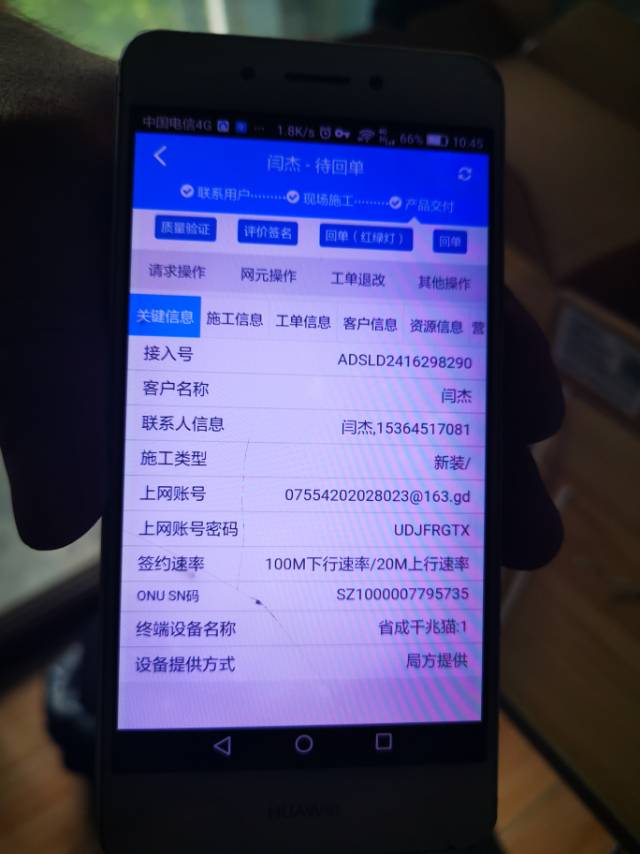 中国电信4G ... 1.8K/s 66% 10:45
闫杰 - 待回单
联系用户 现场施工 产品交付
质量验证 评价签名 回单（红绿灯） 回单
请求操作 网元操作 工单退改 其他操作
关键信息 施工信息 工单信息 客户信息 资源信息 营
接入号 ADSLD2416298290
客户名称 闫杰
联系人信息 闫杰,15364517081
施工类型 新装/
上网账号 07554202028023@163.gd
上网账号密码 UDJFRGTX
签约速率 100M下行速率/20M上行速率
ONU SN码 SZ1000007795735
终端设备名称 省成千兆猫:1
设备提供方式 局方提供
HUAWEI